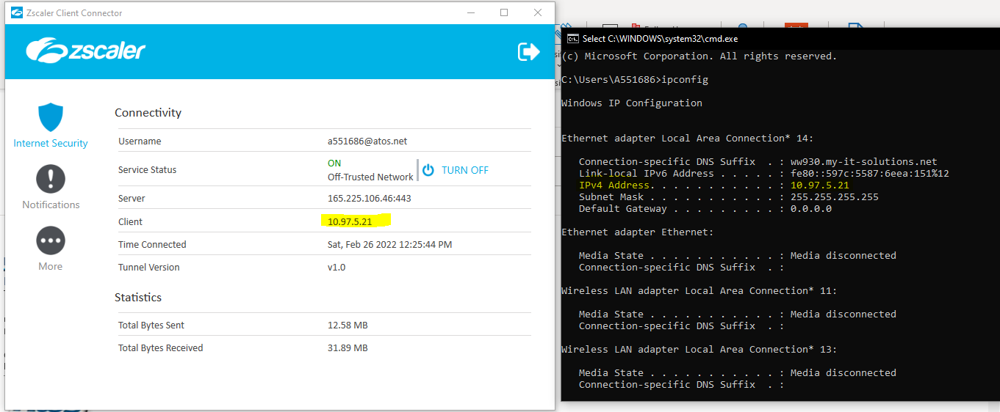 Zscaler Client Connector
zscaler
Internet Security
Notifications
More
Connectivity
Username a551686@atos.net
Service Status ON
Off-Trusted Network TURN OFF
Server 165.225.106.46:443
Client 10.97.5.21
Time Connected Sat, Feb 26 2022 12:25:44 PM
Tunnel Version v1.0
Statistics
Total Bytes Sent 12.58 MB
Total Bytes Received 31.89 MB
Select C:\WINDOWS\system32\cmd.exe
(c) Microsoft Corporation. All rights reserved.
C:\Users\A551686>ipconfig
Windows IP Configuration
Ethernet adapter Local Area Connection* 14:
Connection-specific DNS Suffix  . : ww930.my-it-solutions.net
Link-local IPv6 Address . . . . . : fe80::597c:5587:6eea:151%12
IPv4 Address. . . . . . . . . . . : 10.97.5.21
Subnet Mask . . . . . . . . . . . : 255.255.255.255
Default Gateway . . . . . . . . . : 0.0.0.0
Ethernet adapter Ethernet:
Media State . . . . . . . . . . . : Media disconnected
Connection-specific DNS Suffix  . :
Wireless LAN adapter Local Area Connection* 11:
Media State . . . . . . . . . . . : Media disconnected
Connection-specific DNS Suffix  . :
Wireless LAN adapter Local Area Connection* 13:
Media State . . . . . . . . . . . : Media disconnected
Connection-specific DNS Suffix  . :